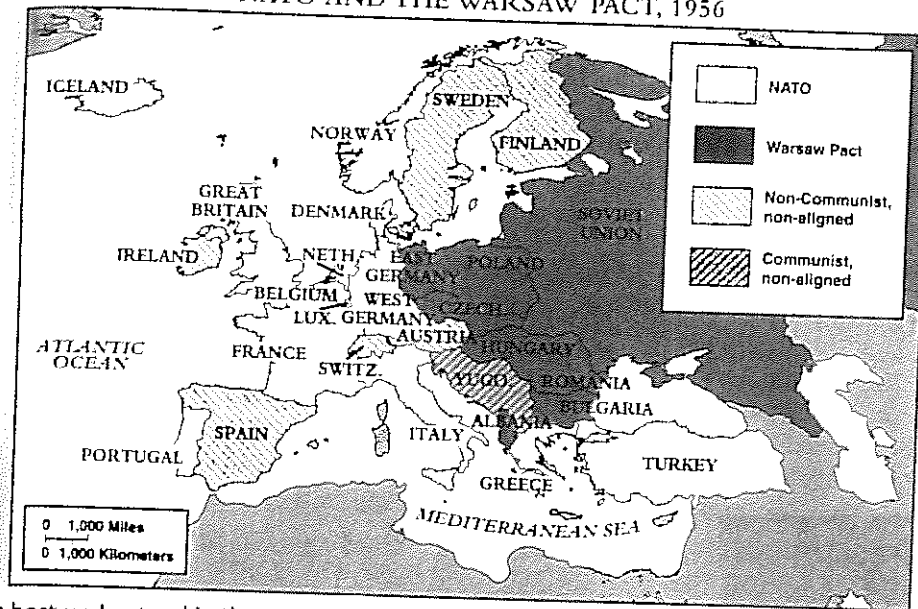 NATO AND THE WARSAW PACT, 1956
ICELAND
SWEDEN
NORWAY
FINLAND
GREAT
BRITAIN
DENMARK
SOVIET
UNION
IRELAND
NETH.
EAST
GERMANY
POLAND
BELGIUM
WEST
GERMANY
CZECH.
LUX.
AUSTRIA
HUNGARY
ATLANTIC
OCEAN
FRANCE
SWITZ.
YUGO.
ROMANIA
BULGARIA
ALBANIA
SPAIN
ITALY
PORTUGAL
TURKEY
GREECE
MEDITERRANEAN SEA
NATO
Warsaw Pact
Non-Communist,
non-aligned
Communist,
non-aligned
0 1,000 Miles
0 1,000 Kilometers